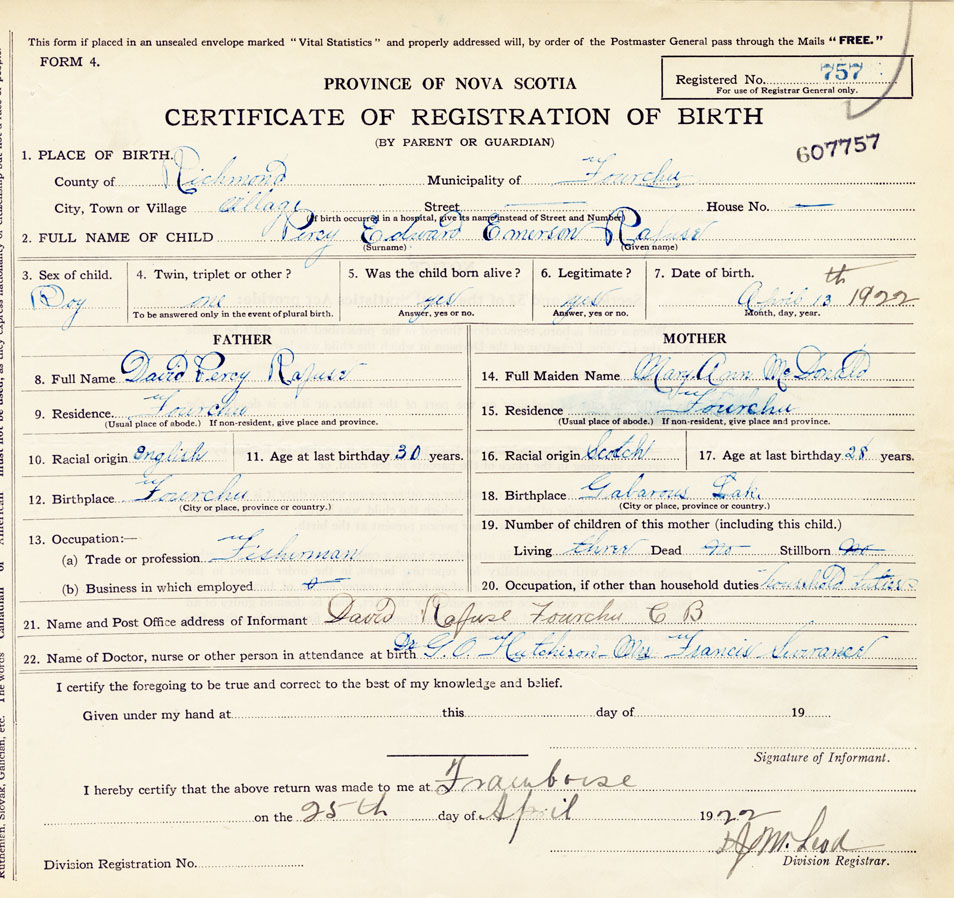 This form if placed in an unsealed envelope marked "Vital Statistics" and properly addressed will, by order of the Postmaster General pass through the Mails "FREE."
FORM 4.
PROVINCE OF NOVA SCOTIA
Registered No. 757
For use of Registrar General only.
CERTIFICATE OF REGISTRATION OF BIRTH
(BY PARENT OR GUARDIAN)
607757
1. PLACE OF BIRTH.
County of Richmond Municipality of Fourchu
City, Town or Village village Street — House No. —
(If birth occurred in a hospital, give its name instead of Street and Number)
2. FULL NAME OF CHILD Percy Edward Emerson Rafuse
(Surname) (Given name)
3. Sex of child. 4. Twin, triplet or other? 5. Was the child born alive? 6. Legitimate? 7. Date of birth.
Boy one yes yes April 13th 1922
To be answered only in the event of plural birth. Answer, yes or no. Answer, yes or no. Month, day, year.
FATHER MOTHER
8. Full Name David Percy Rafuse 14. Full Maiden Name Mary Ann McDonald
9. Residence Fourchu 15. Residence Fourchu
(Usual place of abode.) If non-resident, give place and province. (Usual place of abode.) If non-resident, give place and province.
10. Racial origin English 11. Age at last birthday 30 years. 16. Racial origin Scotch 17. Age at last birthday 28 years.
12. Birthplace Fourchu 18. Birthplace Gabarous Lake
(City or place, province or country.) (City or place, province or country.)
13. Occupation:— 19. Number of children of this mother (including this child.)
(a) Trade or profession Fisherman Living three Dead no Stillborn no
(b) Business in which employed 20. Occupation, if other than household duties household duties
21. Name and Post Office address of Informant David Rafuse Fourchu C B
22. Name of Doctor, nurse or other person in attendance at birth Dr G. O. Hutchison Mrs Francis
I certify the foregoing to be true and correct to the best of my knowledge and belief.
Given under my hand at this day of 19
Signature of Informant.
I hereby certify that the above return was made to me at Framboise
on the 25th day of April 1922
McLeod
Division Registration No. Division Registrar.